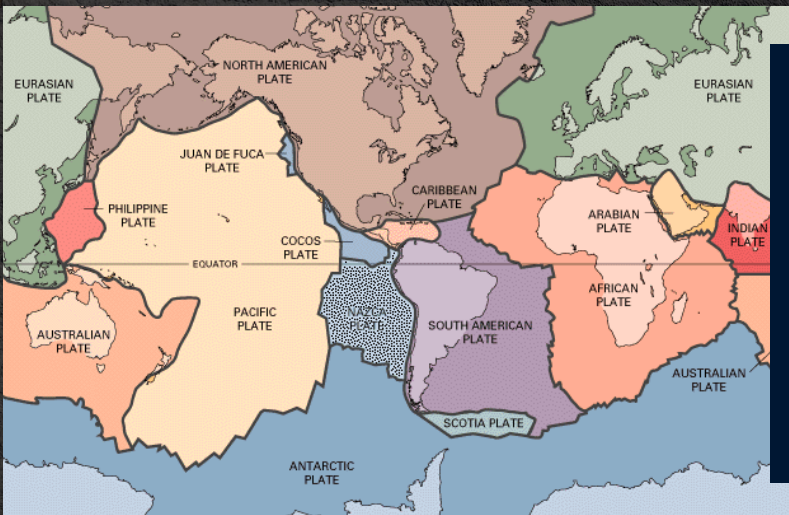 NORTH AMERICAN
PLATE
EURASIAN
PLATE
EURASIAN
PLATE
JUAN DE FUCA
PLATE
CARIBBEAN
PLATE
PHILIPPINE
PLATE
ARABIAN
PLATE
INDIAN
PLATE
COCOS
PLATE
EQUATOR
AFRICAN
PLATE
PACIFIC
PLATE
NAZCA
PLATE
SOUTH AMERICAN
PLATE
AUSTRALIAN
PLATE
AUSTRALIAN
PLATE
SCOTIA PLATE
ANTARCTIC
PLATE